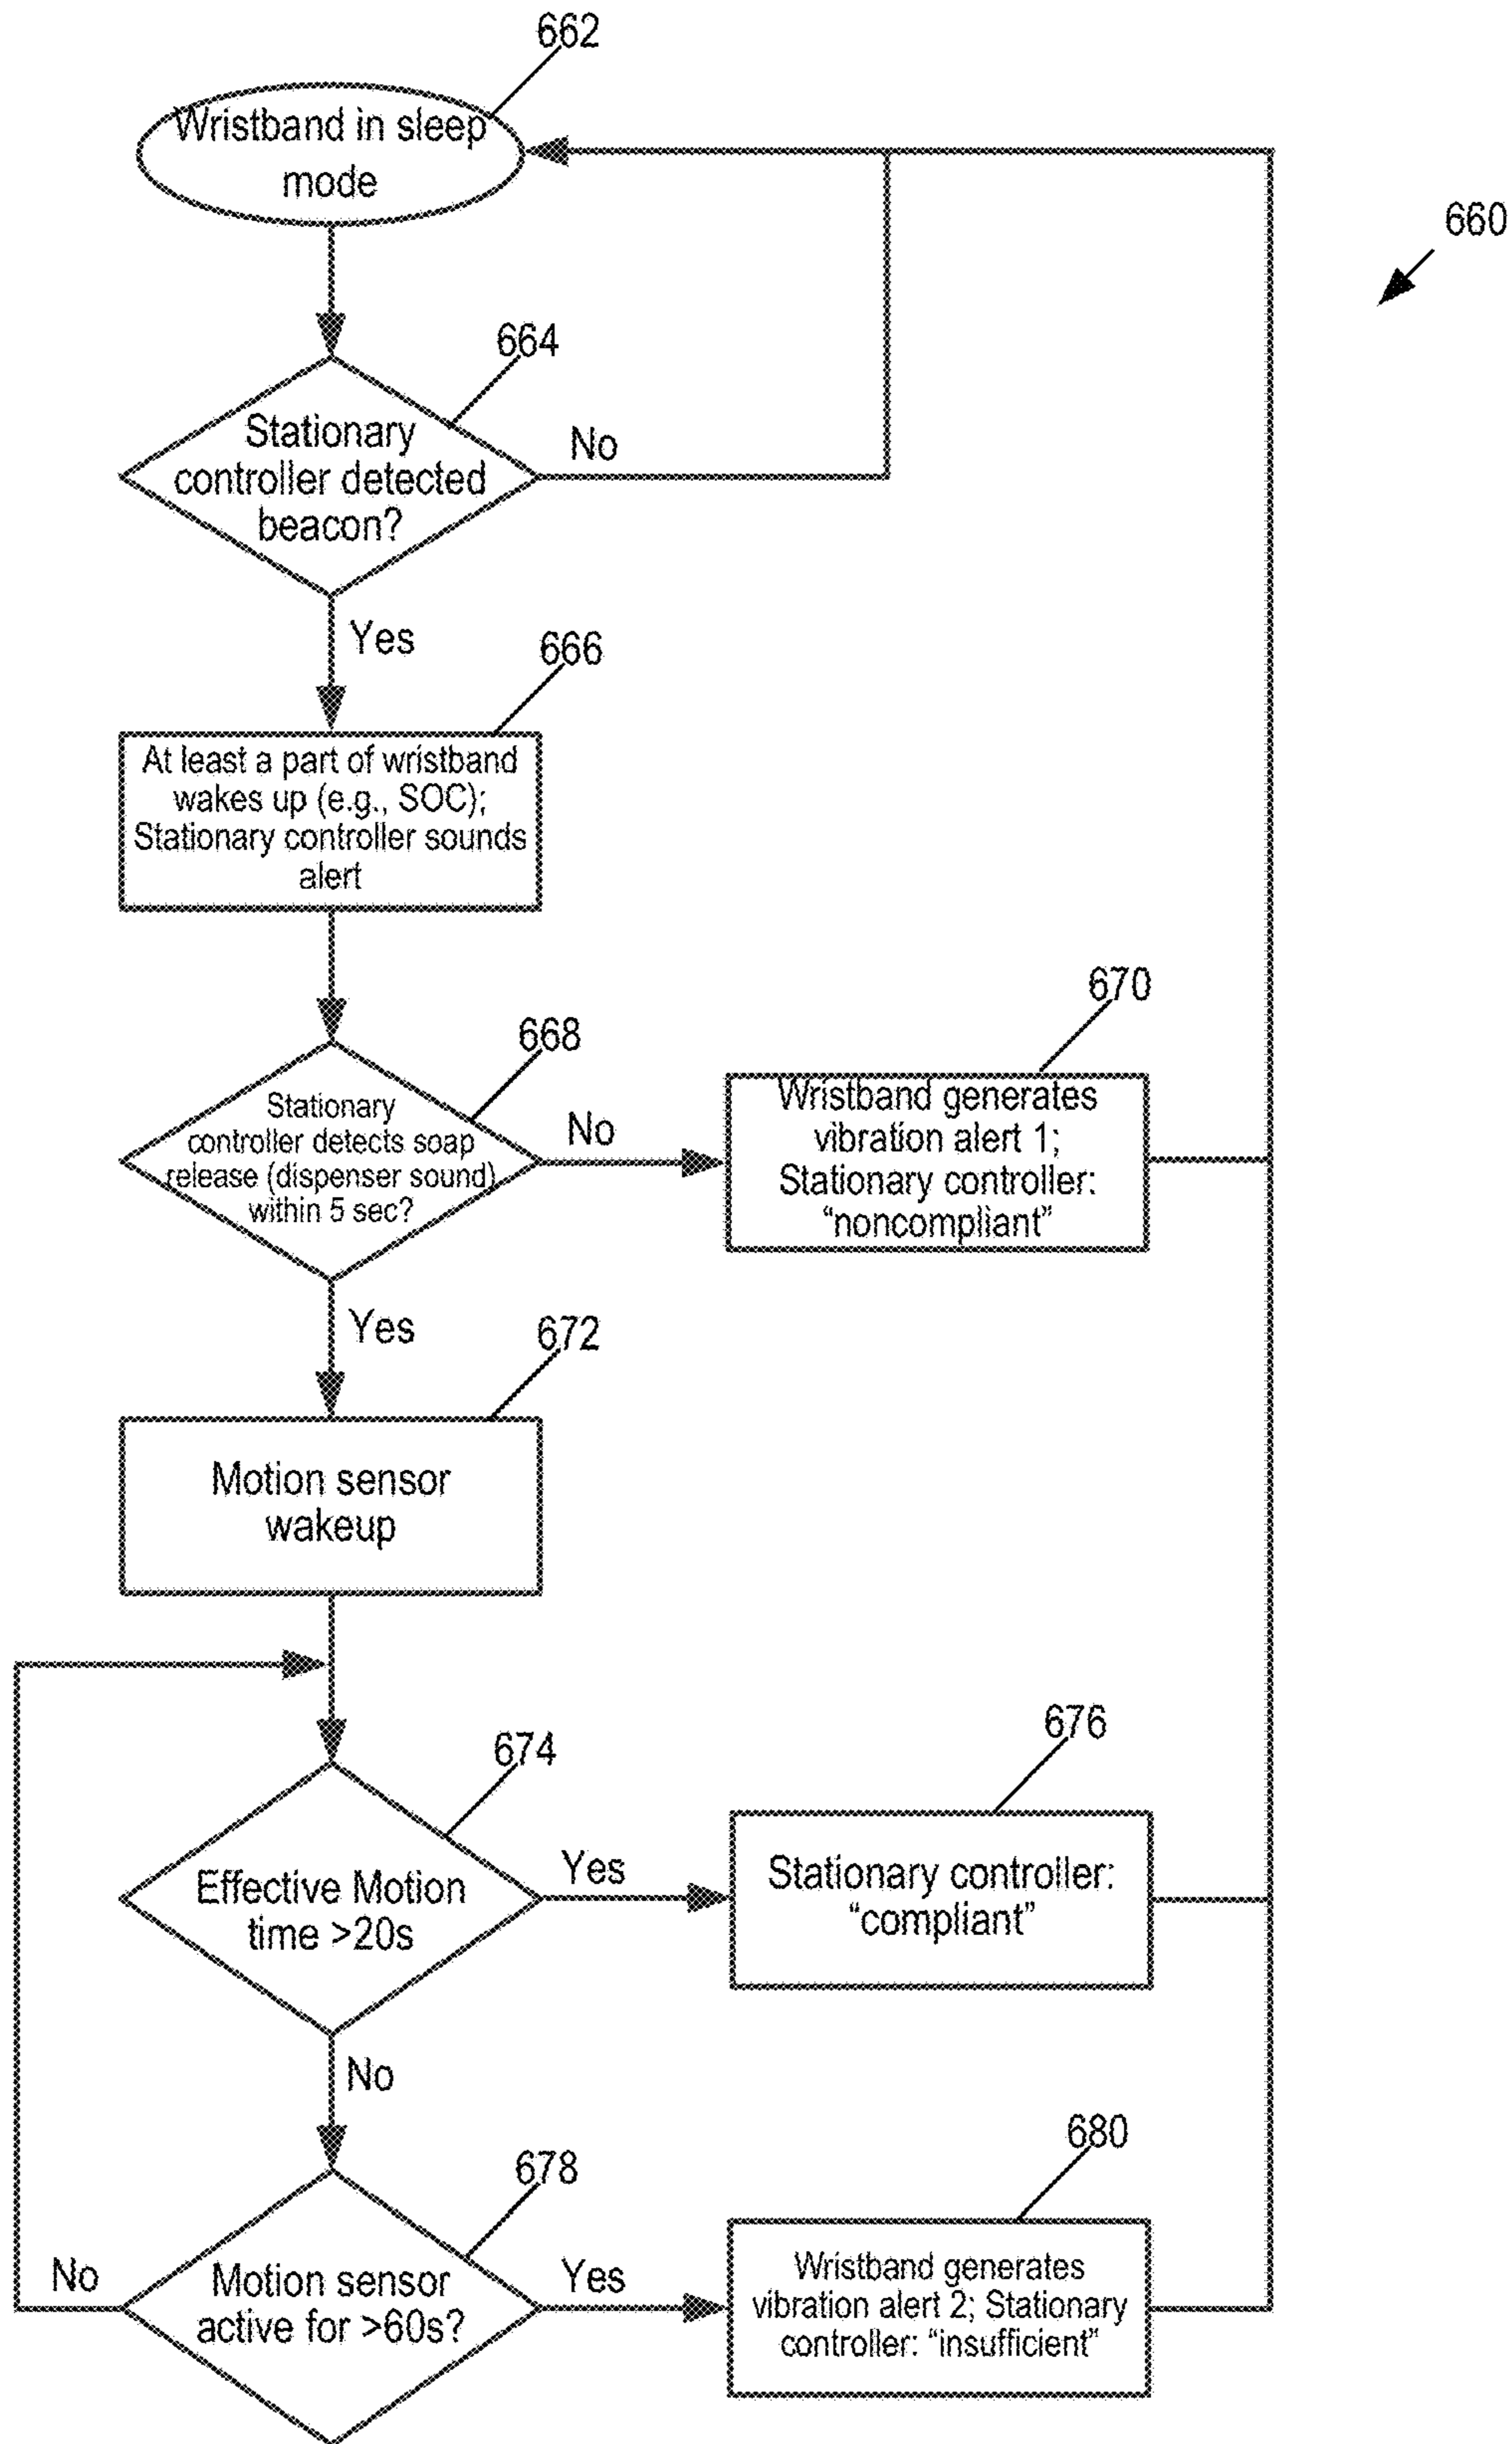 662
Wristband in sleep
mode
660
664
Stationary
controller detected
beacon?
No
Yes
666
At least a part of wristband
wakes up (e.g., SOC);
Stationary controller sounds
alert
668
Stationary
controller detects soap
release (dispenser sound)
within 5 sec?
No
670
Wristband generates
vibration alert 1;
Stationary controller:
“noncompliant”
Yes
672
Motion sensor
wakeup
674
Effective Motion
time >20s
Yes
676
Stationary controller:
“compliant”
No
678
Motion sensor
active for >60s?
No
Yes
680
Wristband generates
vibration alert 2; Stationary
controller: “insufficient”